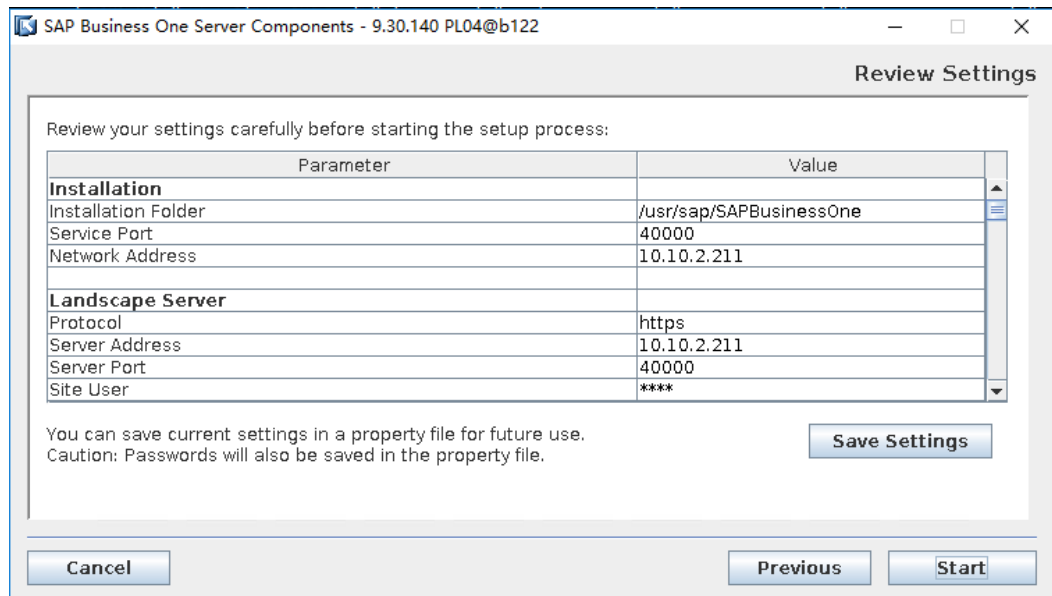 SAP Business One Server Components - 9.30.140 PL04@b122
Review Settings
Review your settings carefully before starting the setup process:
Parameter Value
Installation
Installation Folder /usr/sap/SAPBusinessOne
Service Port 40000
Network Address 10.10.2.211
Landscape Server
Protocol https
Server Address 10.10.2.211
Server Port 40000
Site User ****
You can save current settings in a property file for future use.
Caution: Passwords will also be saved in the property file.
Save Settings
Cancel Previous Start